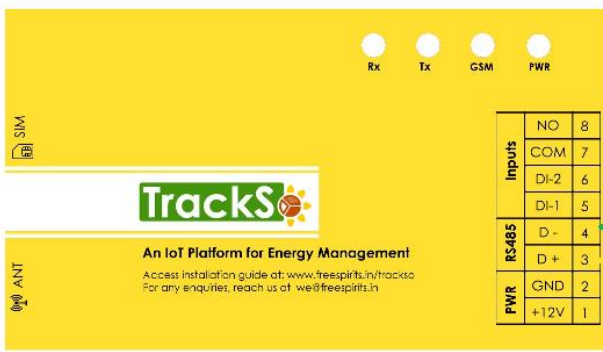 Rx Tx GSM PWR
SIM
TrackSo
An IoT Platform for Energy Management
Access installation guide at: www.freespirits.in/trackso
For any enquiries, reach us at we@freespirits.in
ANT
Inputs
NO 8
COM 7
DI-2 6
DI-1 5
RS485
D - 4
D + 3
PWR
GND 2
+12V 1